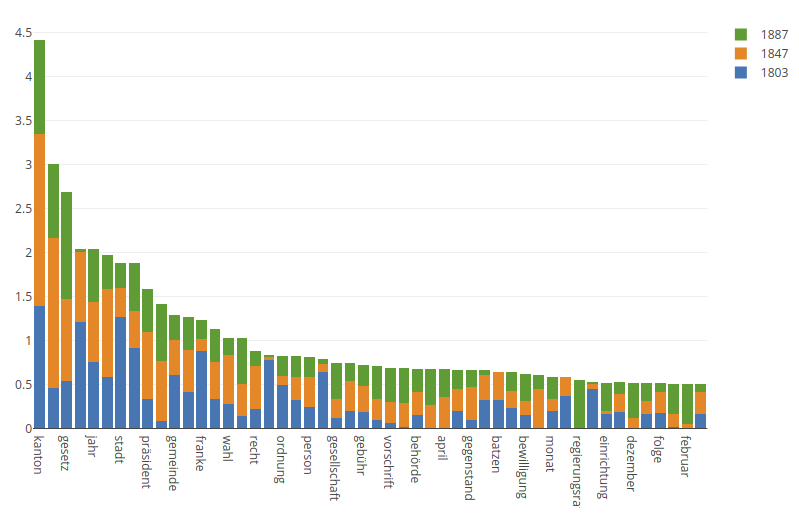 4.5
4
3.5
3
2.5
2
1.5
1
0.5
0
kanton
gesetz
jahr
stadt
präsident
gemeinde
franke
wahl
recht
ordnung
person
gesellschaft
gebühr
vorschrift
behörde
april
gegenstand
batzen
bewilligung
monat
regierungsra
einrichtung
dezember
folge
februar
1887
1847
1803